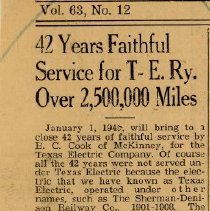 Vol. 63, No. 12
42 Years Faithful
Service for T- E. Ry.
Over 2,500,000 Miles
January 1, 1946, will bring to a
close 42 years of faithful service by
E. C. Cook of McKinney, for the
Texas Electric Company. Of course
all the 42 years were not served un-
der Texas Electric because the elec-
tric that we have known as Texas
Electric, operated under other
names, such as The Sherman-Deni-
son Railway Co., 1901-1908. The